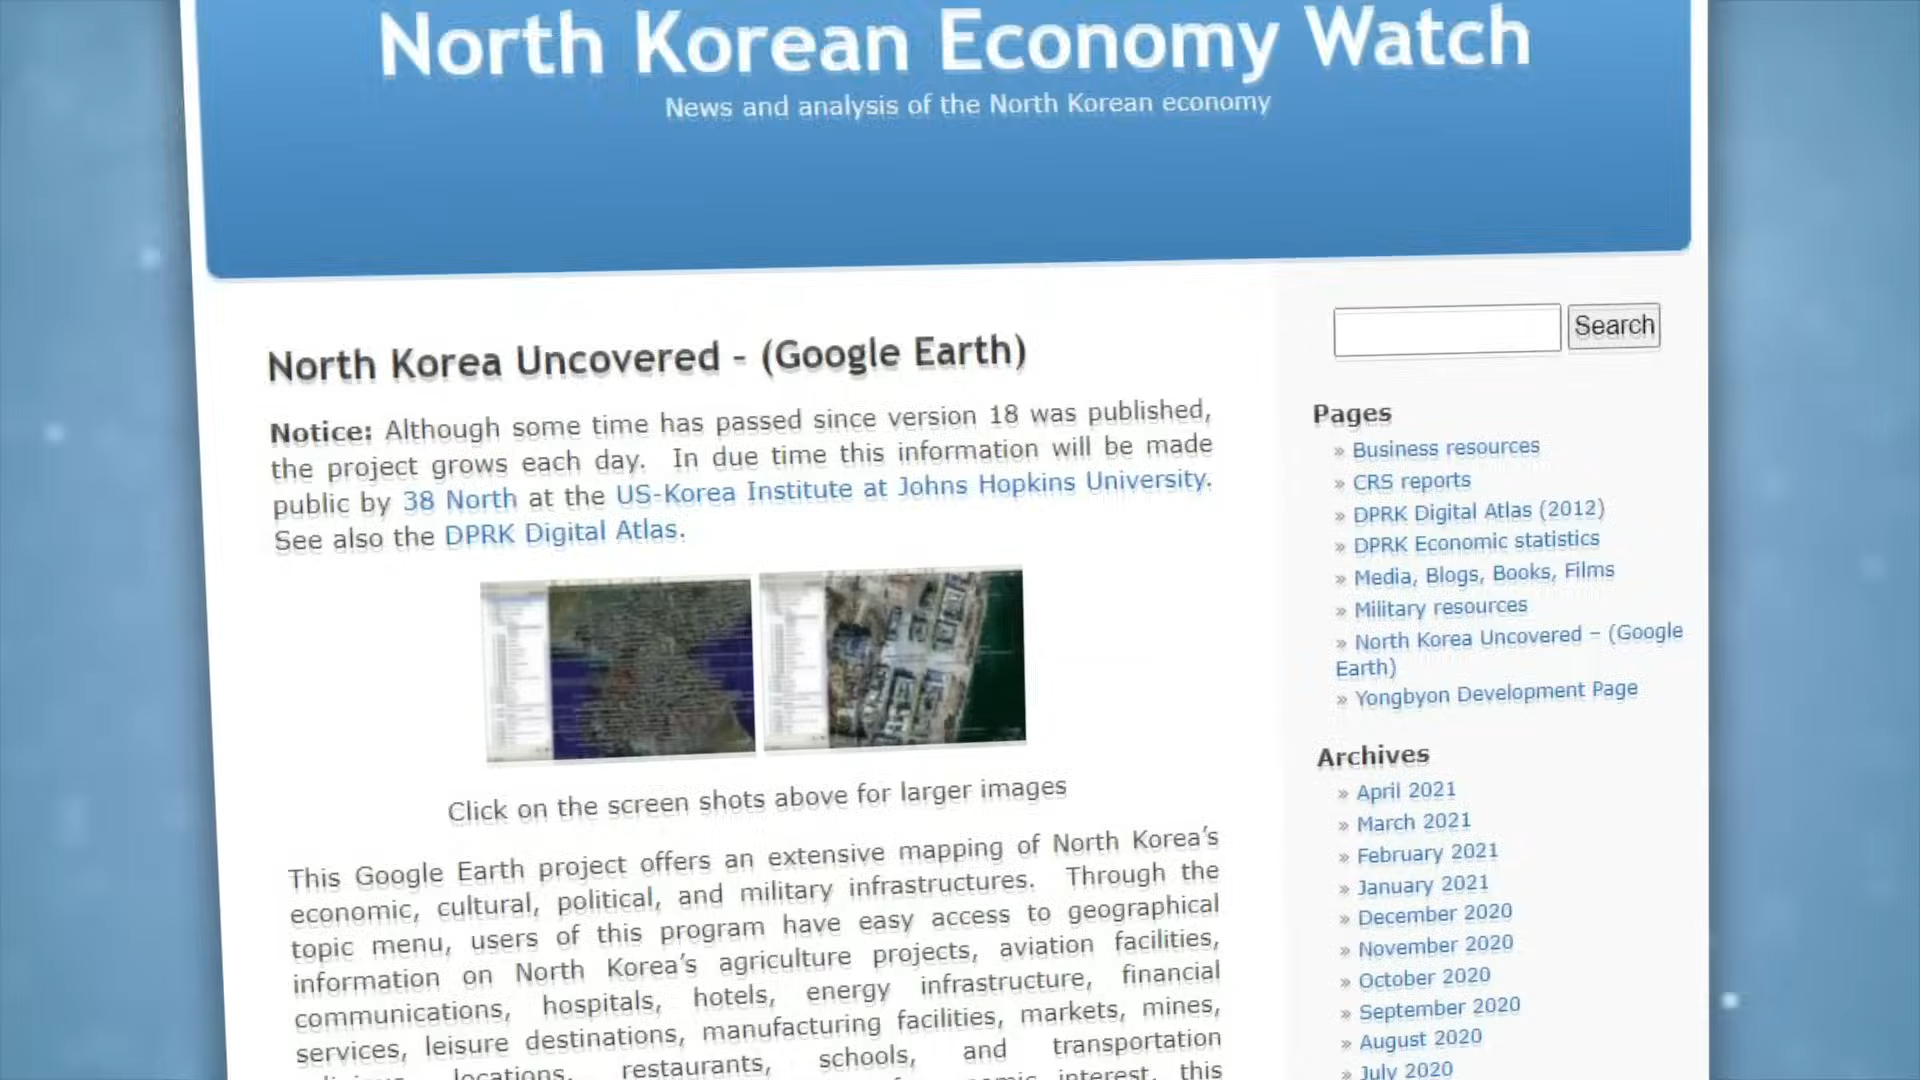 North Korean Economy Watch
News and analysis of the North Korean economy
North Korea Uncovered – (Google Earth)
Notice: Although some time has passed since version 18 was published,
the project grows each day. In due time this information will be made
public by 38 North at the US-Korea Institute at Johns Hopkins University.
See also the DPRK Digital Atlas.
Click on the screen shots above for larger images
This Google Earth project offers an extensive mapping of North Korea’s
economic, cultural, political, and military infrastructures. Through the
topic menu, users of this program have easy access to geographical
information on North Korea’s agriculture projects, aviation facilities,
communications, hospitals, hotels, energy infrastructure, financial
services, leisure destinations, manufacturing facilities, markets, mines,
locations, restaurants, schools, and transportation
interest, this
Search
Pages
» Business resources
» CRS reports
» DPRK Digital Atlas (2012)
» DPRK Economic statistics
» Media, Blogs, Books, Films
» Military resources
» North Korea Uncovered – (Google
Earth)
» Yongbyon Development Page
Archives
» April 2021
» March 2021
» February 2021
» January 2021
» December 2020
» November 2020
» October 2020
» September 2020
» August 2020
» July 2020